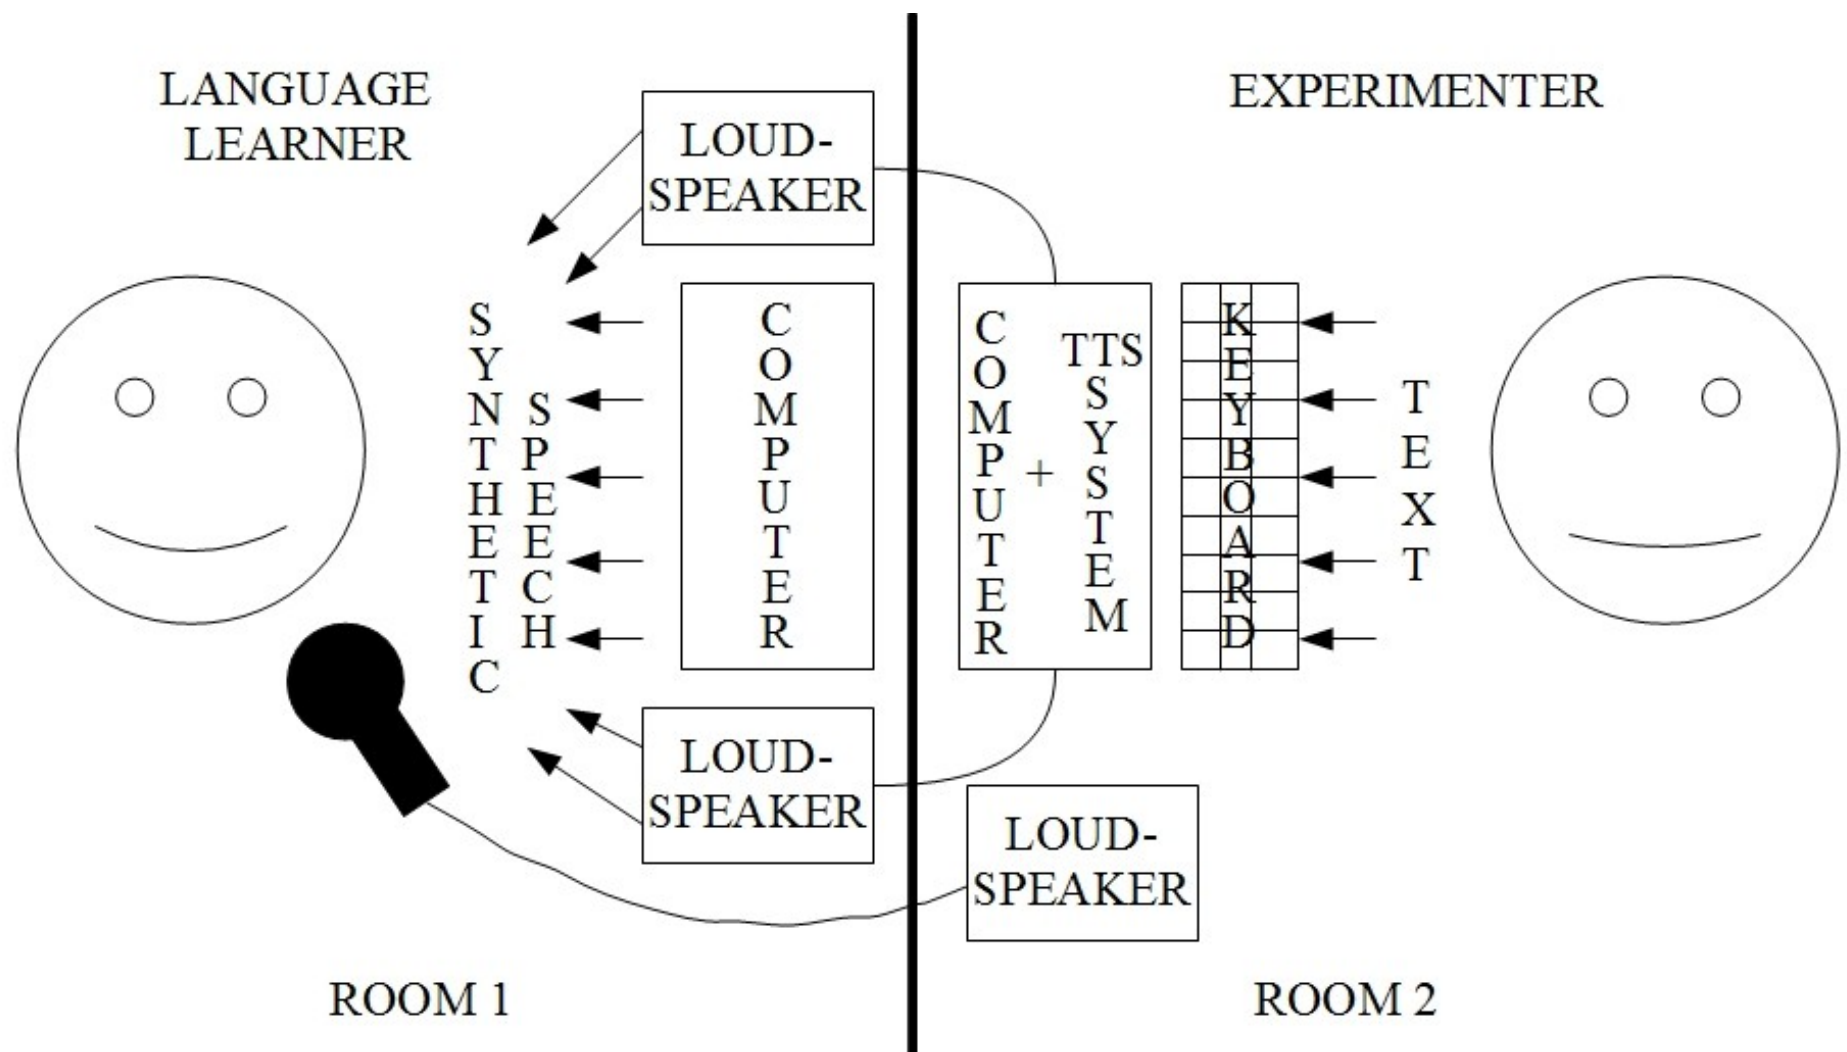 LANGUAGE
LEARNER
LOUD-
SPEAKER
SYNTHETIC
SPEECH
COMPUTER
LOUD-
SPEAKER
ROOM 1
EXPERIMENTER
COMPUTER
+
TTS
SYSTEM
KEYBOARD
TEXT
LOUD-
SPEAKER
ROOM 2